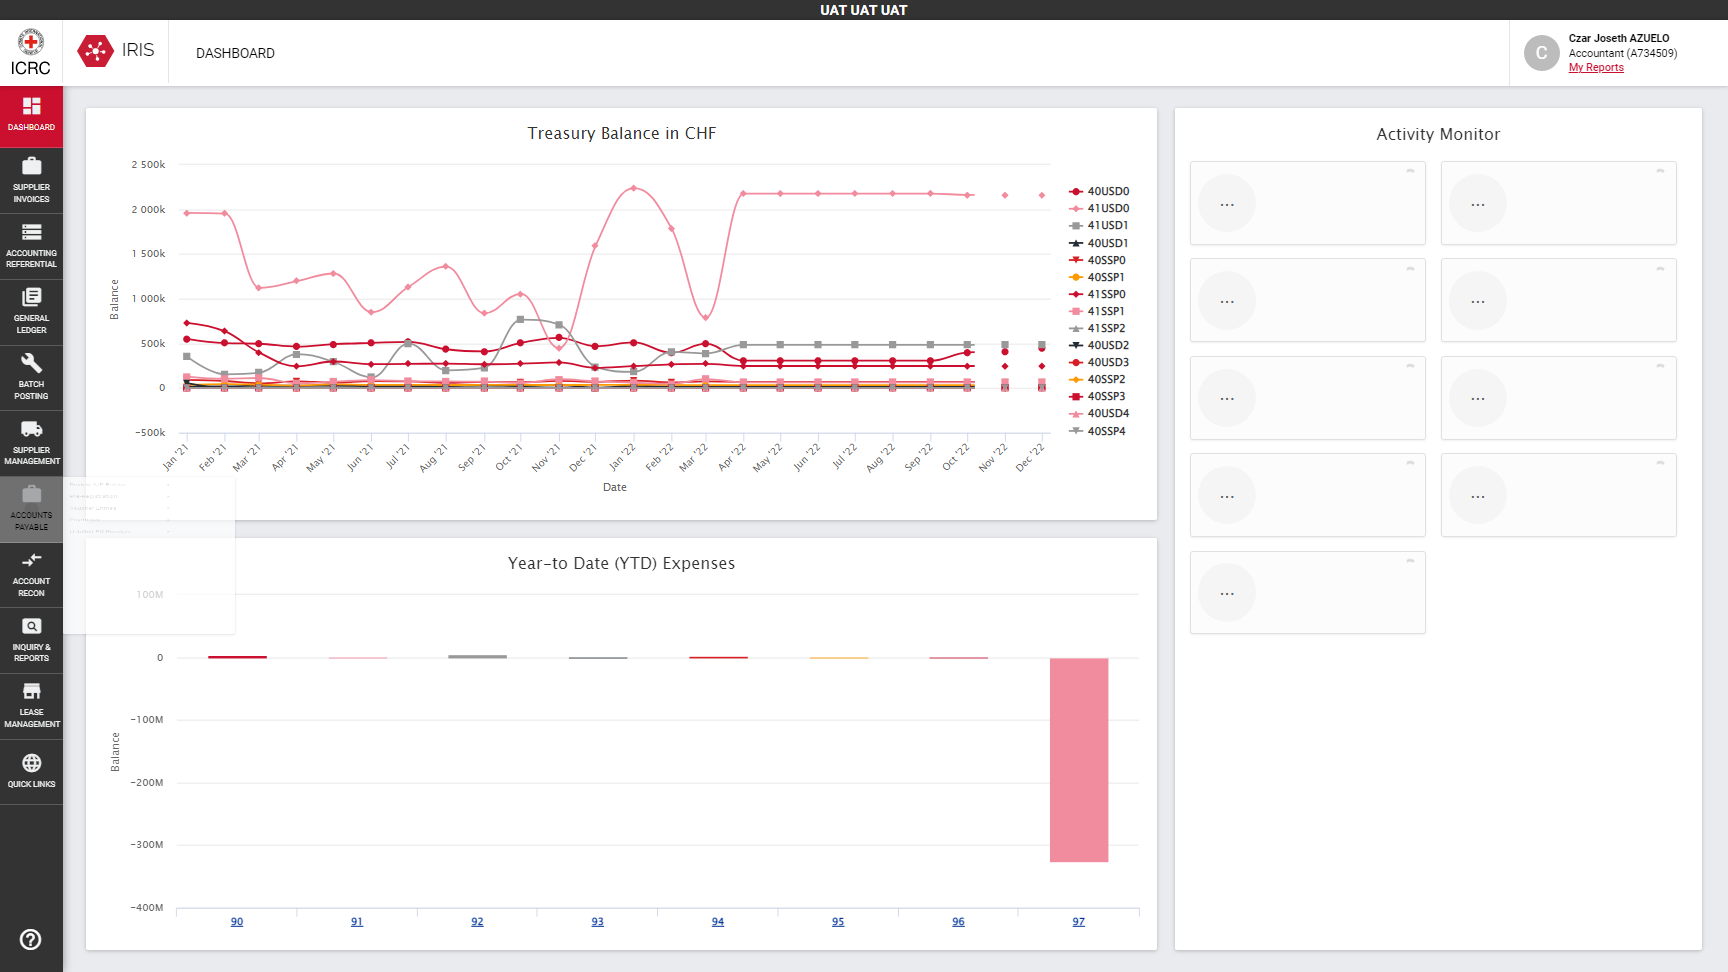 UAT UAT UAT
ICRC
IRIS
DASHBOARD
Czar Joseth AZUELO
Accountant (A734509)
My Reports
DASHBOARD
SUPPLIER
INVOICES
ACCOUNTING
REFERENTIAL
GENERAL
LEDGER
BATCH
POSTING
SUPPLIER
MANAGEMENT
ACCOUNTS
PAYABLE
ACCOUNT
RECON
INQUIRY &
REPORTS
LEASE
MANAGEMENT
QUICK LINKS
Treasury Balance in CHF
Balance
2 500k
2 000k
1 500k
1 000k
500k
0
-500k
Jan '21
Feb '21
Mar '21
Apr '21
May '21
Jun '21
Jul '21
Aug '21
Sep '21
Oct '21
Nov '21
Dec '21
Jan '22
Feb '22
Mar '22
Apr '22
May '22
Jun '22
Jul '22
Aug '22
Sep '22
Oct '22
Nov '22
Dec '22
Date
40USD0
41USD0
41USD1
40USD1
40SSP0
40SSP1
41SSP0
41SSP1
41SSP2
40USD2
40USD3
40SSP2
40SSP3
40USD4
40SSP4
Year-to Date (YTD) Expenses
Balance
100M
0
-100M
-200M
-300M
-400M
90
91
92
93
94
95
96
97
Activity Monitor
...
...
...
...
...
...
...
...
...